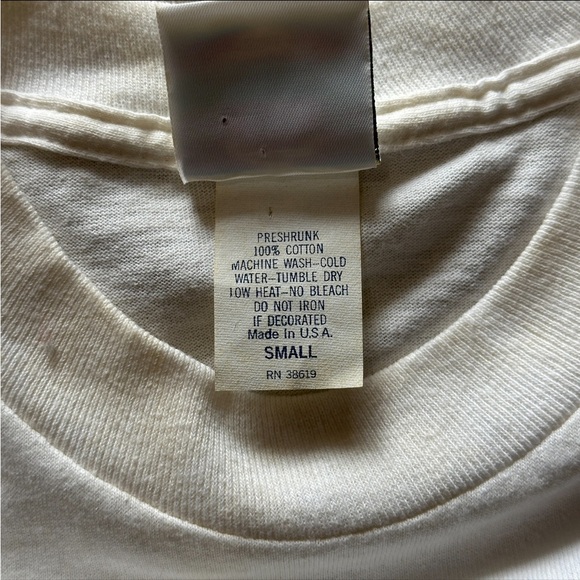 PRESHRUNK
100% COTTON
MACHINE WASH–COLD
WATER–TUMBLE DRY
LOW HEAT–NO BLEACH
DO NOT IRON
IF DECORATED
Made In U.S.A.
SMALL
RN 38619